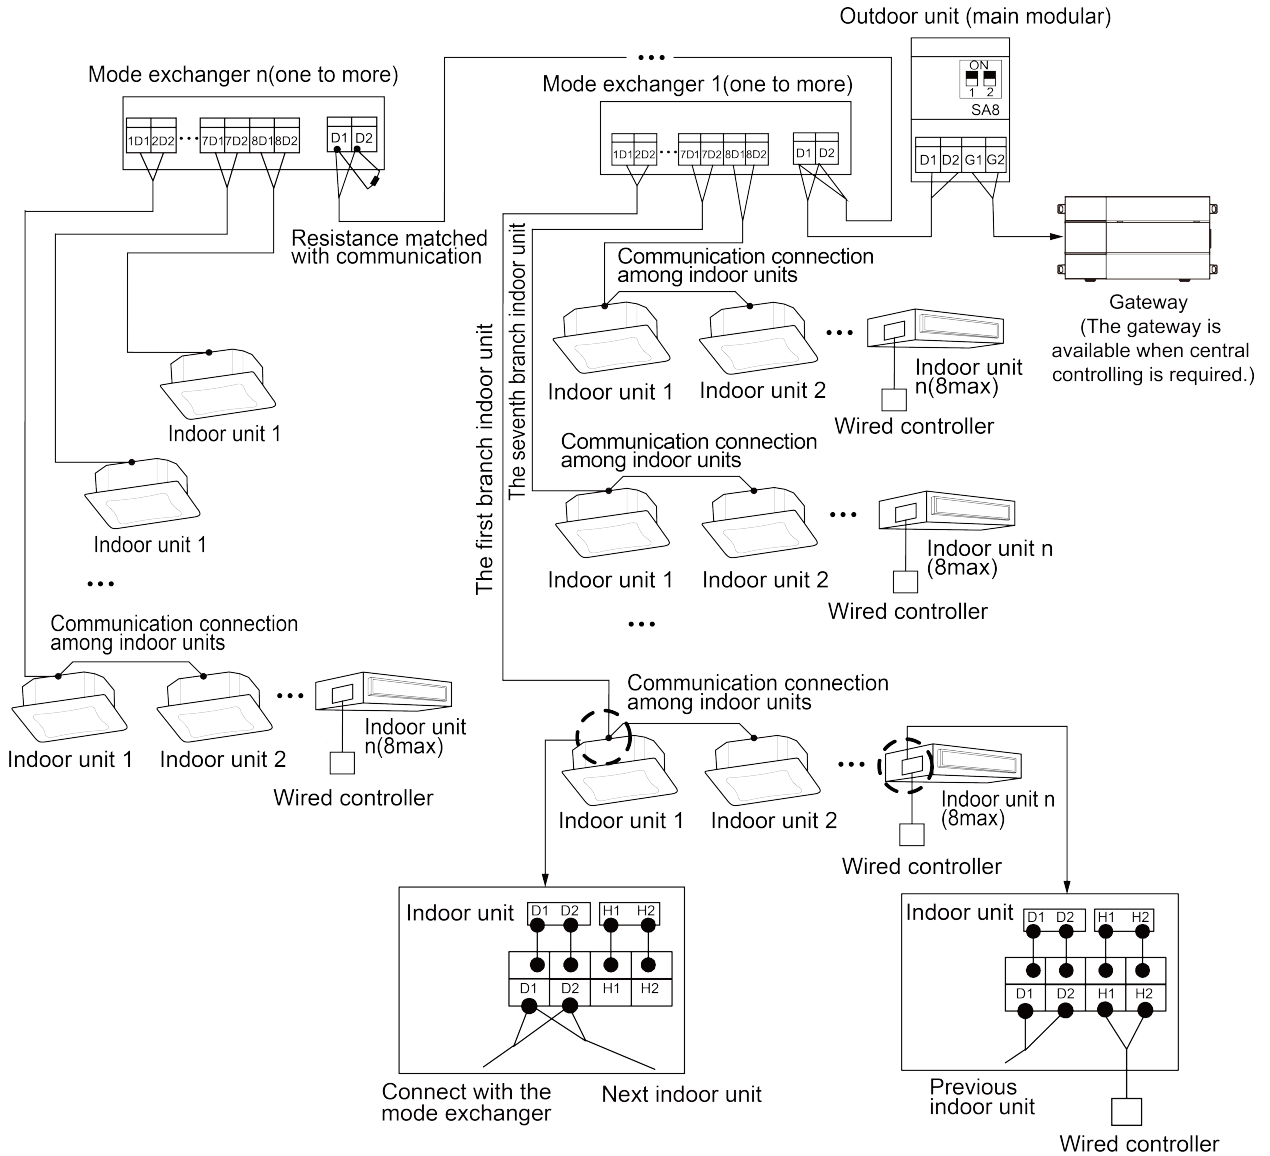 Outdoor unit (main modular)
ON
1 2
SA8
D1 D2 G1 G2
Mode exchanger n(one to more)
1D1 2D2 ••• 7D1 7D2 8D1 8D2
D1 D2
•••
Mode exchanger 1(one to more)
1D1 2D2 ••• 7D1 7D2 8D1 8D2
D1 D2
Resistance matched
with communication
Gateway
(The gateway is
available when central
controlling is required.)
The first branch indoor unit
The seventh branch indoor unit
Communication connection
among indoor units
•••
Indoor unit 1
Indoor unit 2
Indoor unit
n(8max)
Wired controller
Communication connection
among indoor units
•••
Indoor unit 1
Indoor unit 2
Indoor unit n
(8max)
Wired controller
•••
Indoor unit 1
Indoor unit 1
•••
Communication connection
among indoor units
•••
Indoor unit 1
Indoor unit 2
Indoor unit
n(8max)
Wired controller
Communication connection
among indoor units
•••
Indoor unit 1
Indoor unit 2
Indoor unit n
(8max)
Wired controller
Indoor unit
D1 D2 H1 H2
D1 D2 H1 H2
Connect with the
mode exchanger
Next indoor unit
Indoor unit
D1 D2 H1 H2
D1 D2 H1 H2
Previous
indoor unit
Wired controller